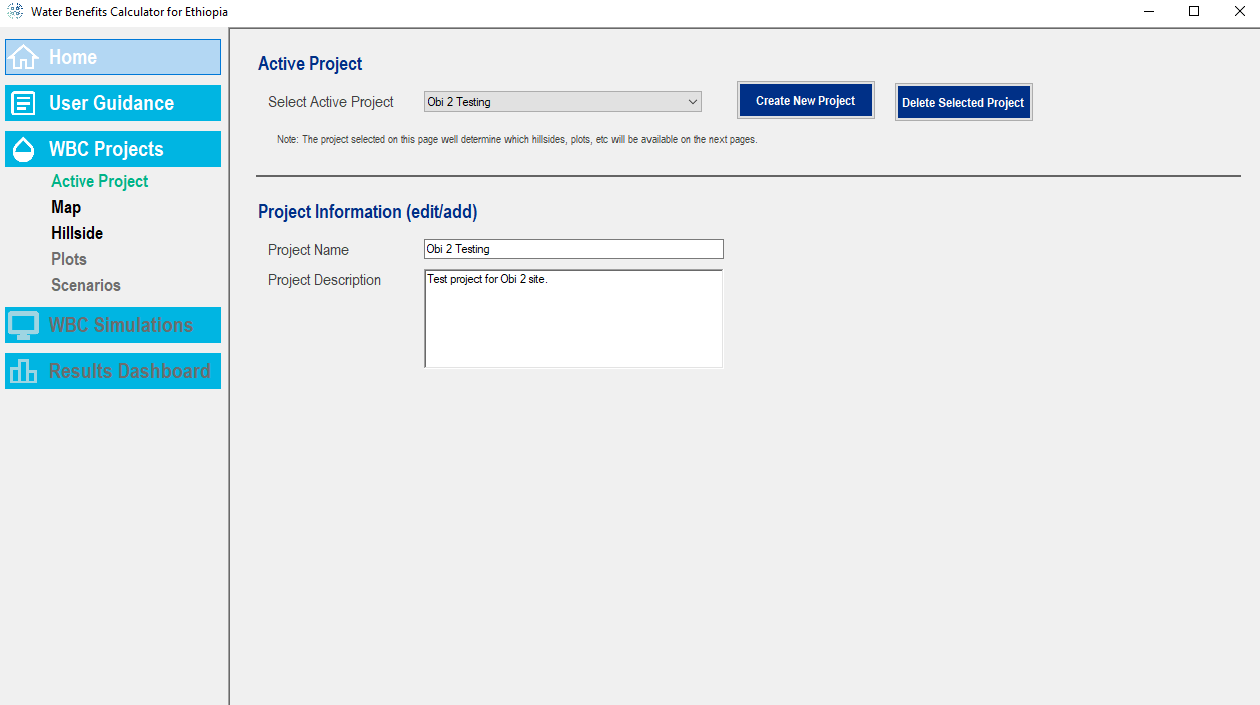 Water Benefits Calculator for Ethiopia
Home
User Guidance
WBC Projects
Active Project
Map
Hillside
Plots
Scenarios
WBC Simulations
Results Dashboard
Active Project
Select Active Project
Obi 2 Testing
Create New Project
Delete Selected Project
Note: The project selected on this page well determine which hillsides, plots, etc will be available on the next pages.
Project Information (edit/add)
Project Name
Obi 2 Testing
Project Description
Test project for Obi 2 site.